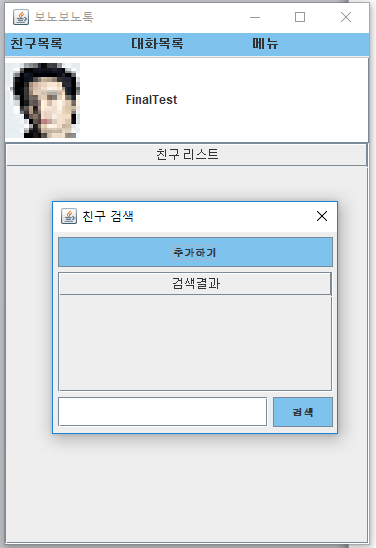 보노보노톡
친구목록 대화목록 메뉴
FinalTest
친구 리스트
친구 검색
추가하기
검색결과
검색